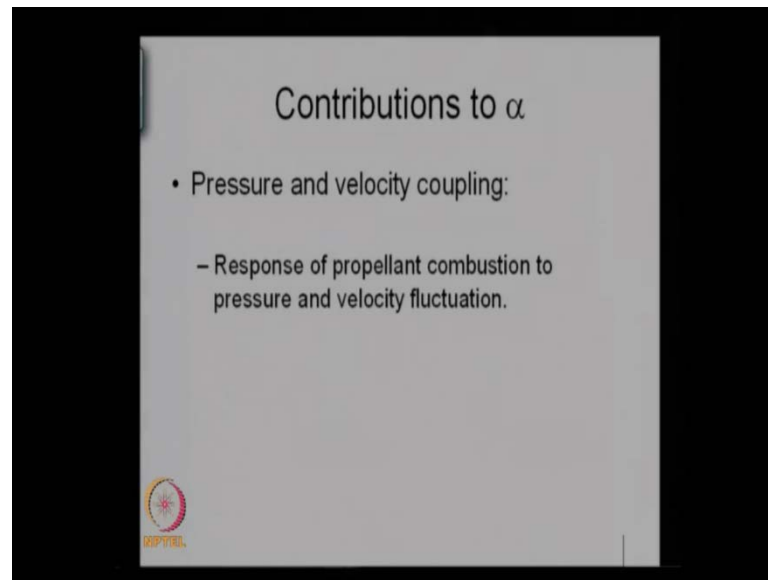 Contributions to α
• Pressure and velocity coupling:
– Response of propellant combustion to
pressure and velocity fluctuation.
NPTEL